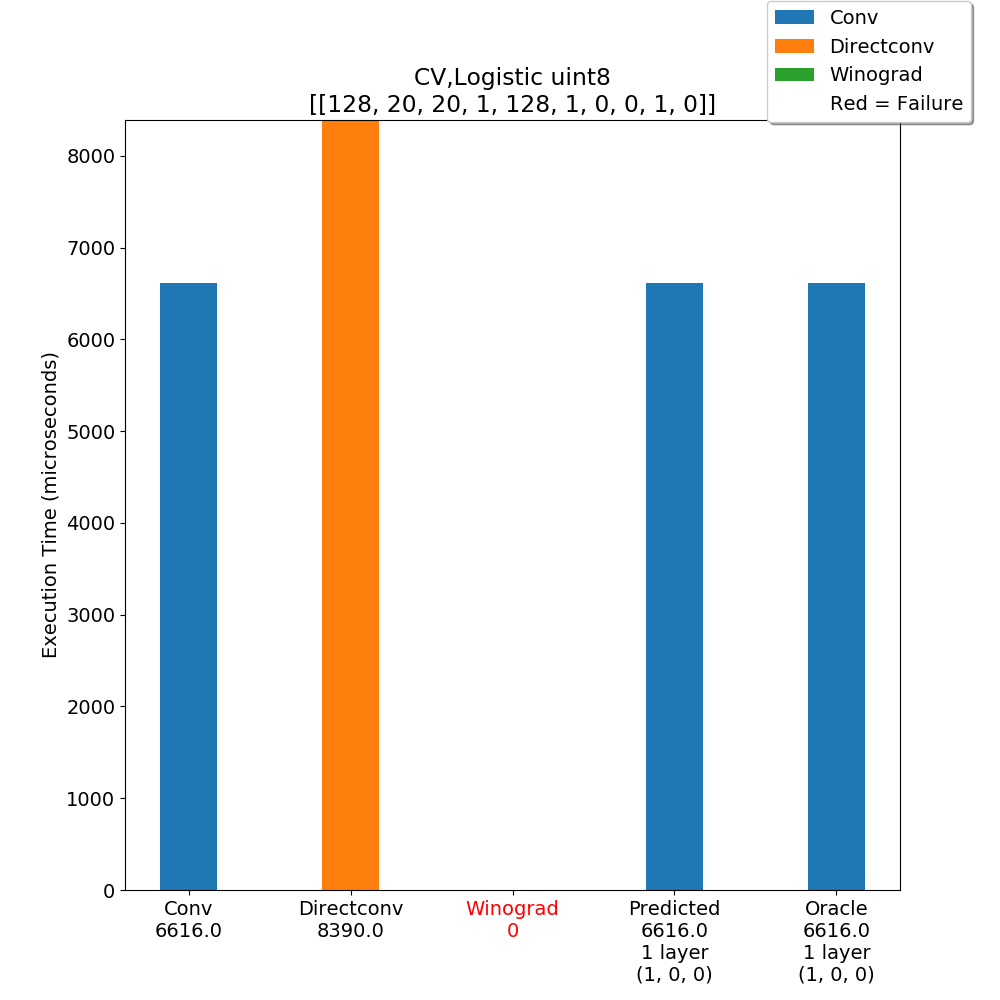 Conv
Directconv
Winograd
Red = Failure
CV,Logistic uint8
[[128, 20, 20, 1, 128, 1, 0, 0, 1, 0]]
Execution Time (microseconds)
8000
7000
6000
5000
4000
3000
2000
1000
0
Conv
6616.0
Directconv
8390.0
Winograd
0
Predicted
6616.0
1 layer
(1, 0, 0)
Oracle
6616.0
1 layer
(1, 0, 0)